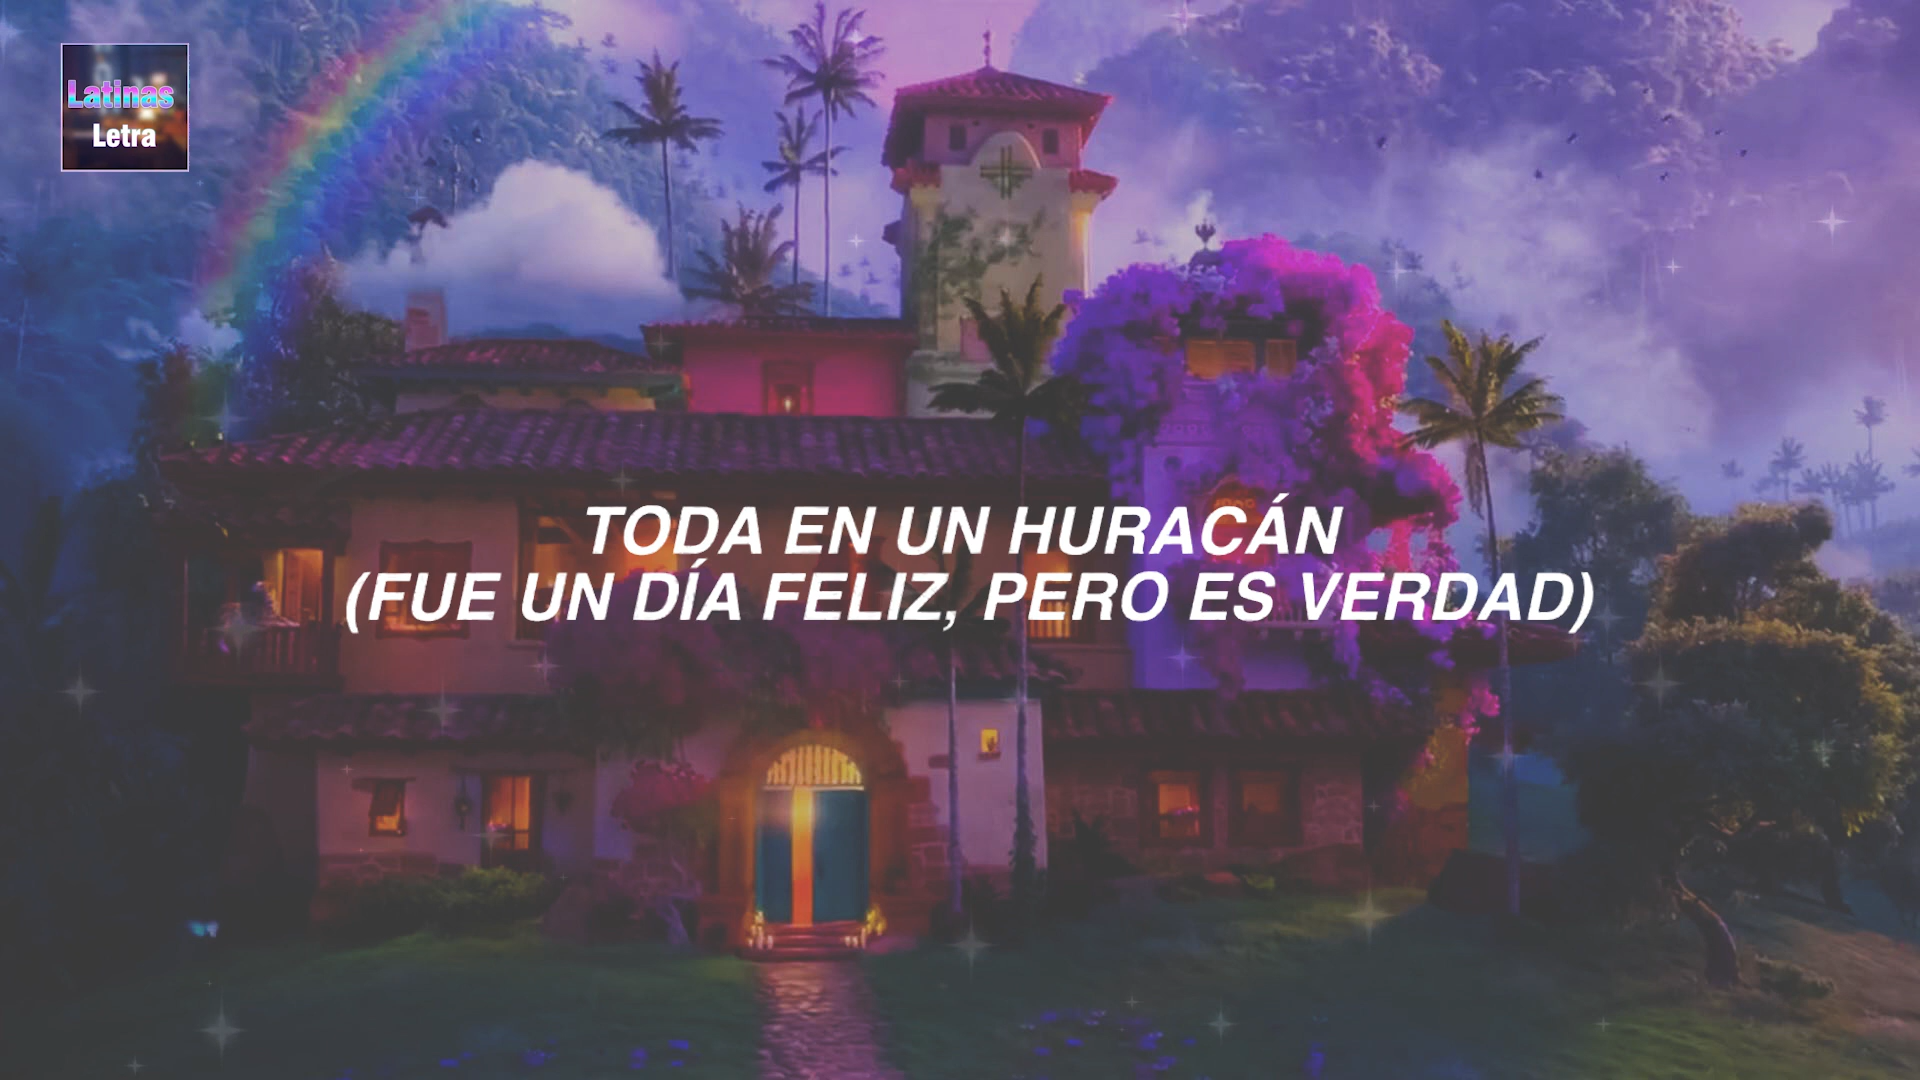 Latinas
Letra
TODA EN UN HURACÁN
(FUE UN DÍA FELIZ, PERO ES VERDAD)